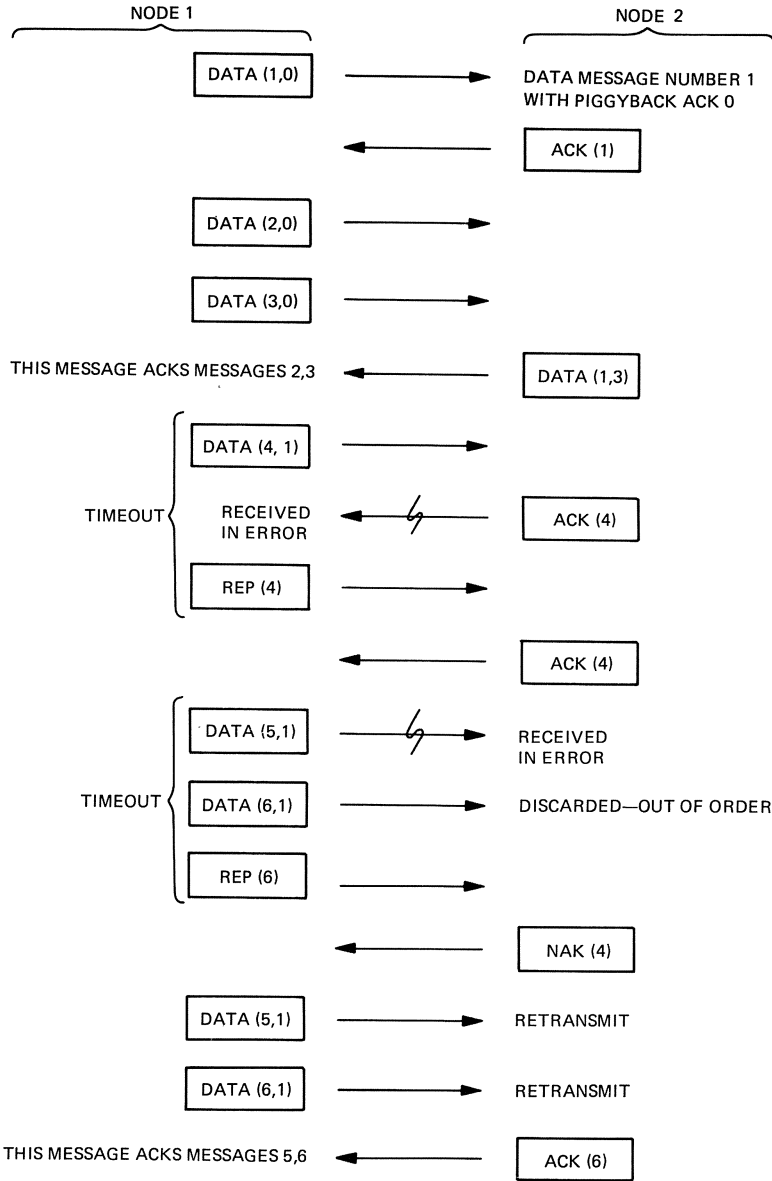 NODE 1
NODE 2
DATA (1,0)
DATA MESSAGE NUMBER 1
WITH PIGGYBACK ACK 0
ACK (1)
DATA (2,0)
DATA (3,0)
THIS MESSAGE ACKS MESSAGES 2,3
DATA (1,3)
DATA (4, 1)
TIMEOUT
RECEIVED
IN ERROR
ACK (4)
REP (4)
ACK (4)
DATA (5,1)
RECEIVED
IN ERROR
TIMEOUT
DATA (6,1)
DISCARDED—OUT OF ORDER
REP (6)
NAK (4)
DATA (5,1)
RETRANSMIT
DATA (6,1)
RETRANSMIT
THIS MESSAGE ACKS MESSAGES 5,6
ACK (6)